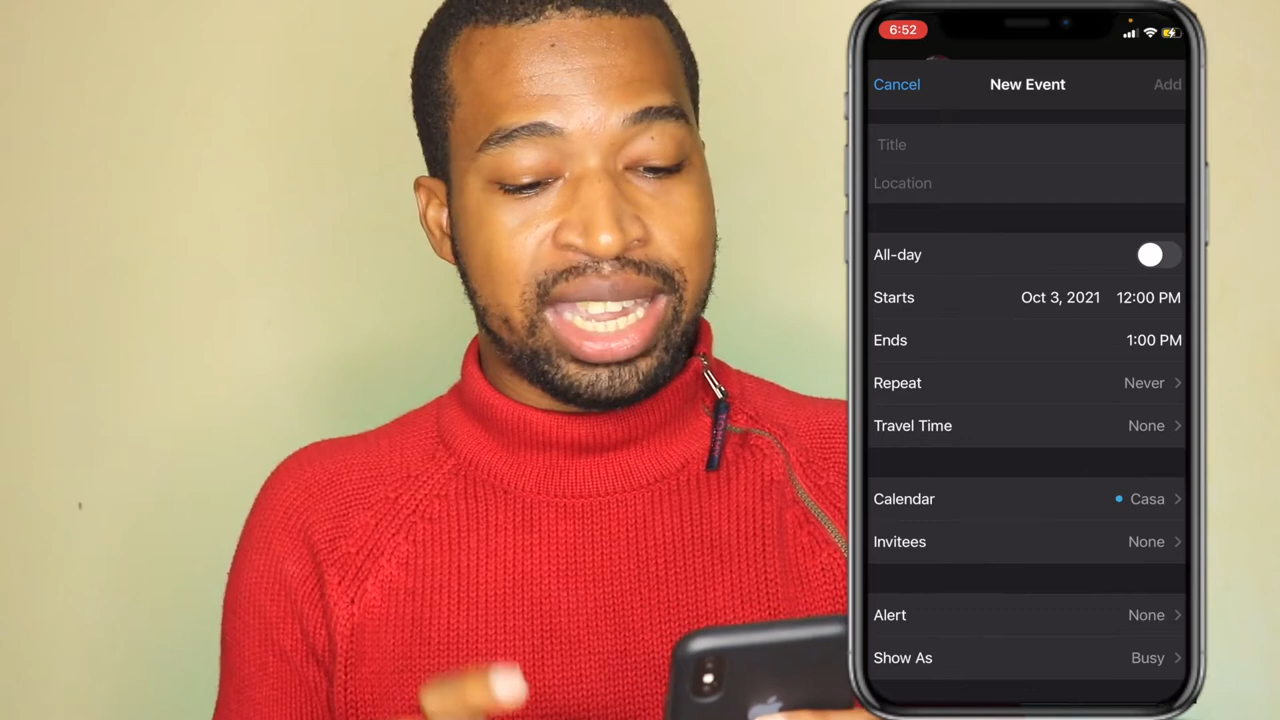 6:52
Cancel New Event Add
Title
Location
All-day
Starts Oct 3, 2021 12:00 PM
Ends 1:00 PM
Repeat Never
Travel Time None
Calendar Casa
Invitees None
Alert None
Show As Busy
TOMMY